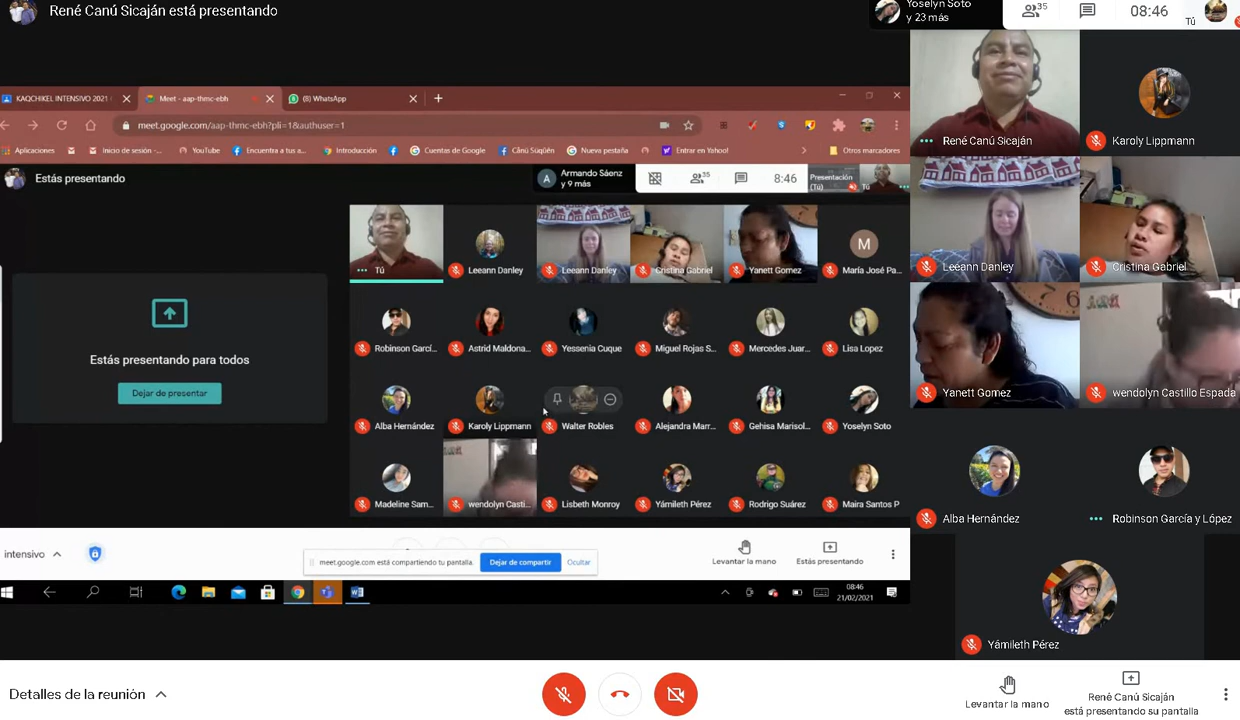 René Canú Sicaján está presentando
Yoselyn Soto
y 23 más
35
08:46
Tú
KAQCHIKEL INTENSIVO 2021
Meet - aap-thmc-ebh
(8) WhatsApp
meet.google.com/aap-thmc-ebh?pli=1&authuser=1
Aplicaciones
Inicio de sesión -...
YouTube
Encuentra a tus a...
Introducción
Cuentas de Google
Cânü Süqüên
Nueva pestaña
Entrar en Yahoo!
Otros marcadores
Estás presentando
A
Armando Sáenz
y 9 más
35
8:46
Presentación
(Tú)
Tú
Estás presentando para todos
Dejar de presentar
Tú
Leeann Danley
Leeann Danley
Cristina Gabriel
Yanett Gomez
M
María José Pa...
Robinson Garcí...
Astrid Maldona...
Yessenia Cuque
Miguel Rojas S...
Mercedes Juar...
Lisa Lopez
Alba Hernández
Karoly Lippmann
Walter Robles
Alejandra Marr...
Gehisa Marisol...
Yoselyn Soto
Madeline Sam...
wendolyn Casti...
Lisbeth Monroy
Yámileth Pérez
Rodrigo Suárez
Maira Santos P
intensivo
meet.google.com está compartiendo tu pantalla.
Dejar de compartir
Ocultar
Levantar la mano
Estás presentando
08:46
21/02/2021
René Canú Sicaján
Karoly Lippmann
Leeann Danley
Cristina Gabriel
Yanett Gomez
wendolyn Castillo Espada
Alba Hernández
Robinson García y López
Yâmileth Pérez
Detalles de la reunión
Levantar la mano
René Canú Sicaján
está presentando su pantalla